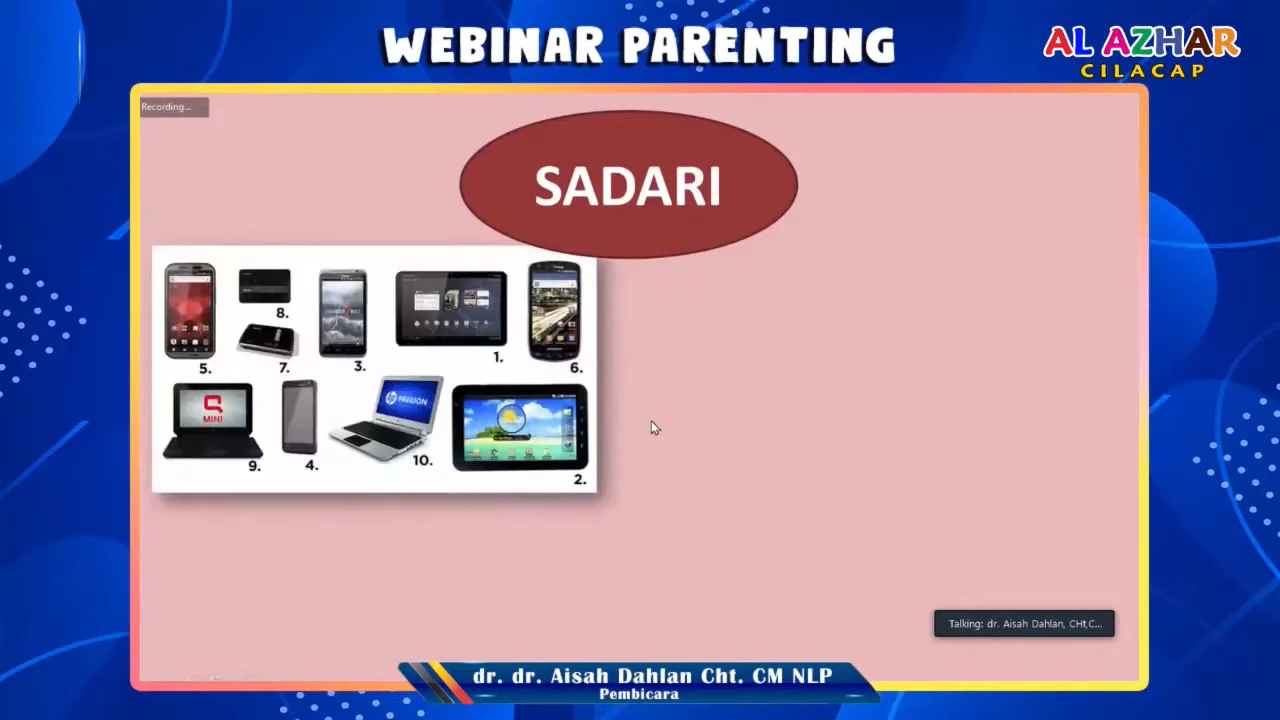 WEBINAR PARENTING
AL AZHAR
CILACAP
Recording...
SADARI
8.
5.
7.
3.
1.
6.
MINI
hp PAVILION
9.
4.
10.
2.
Talking: dr. Aisah Dahlan, CHt,C...
dr. dr. Aisah Dahlan Cht. CM NLP
Pembicara